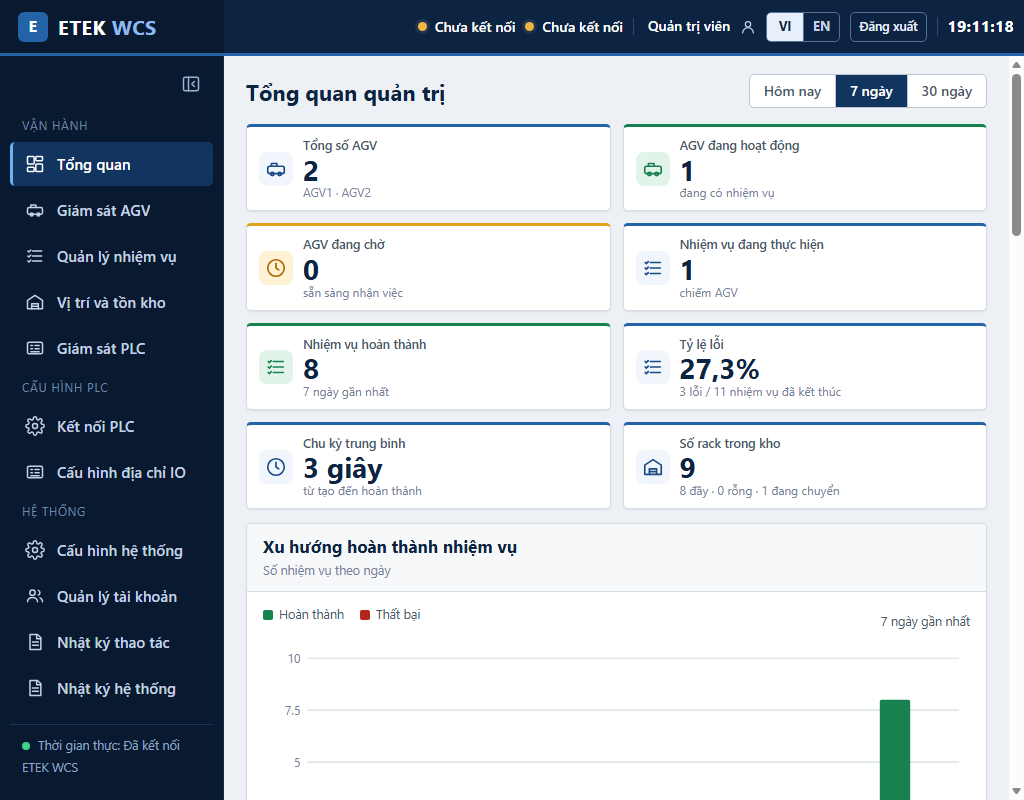 E ETEK WCS
Chưa kết nối Chưa kết nối Quản trị viên VI EN Đăng xuất 19:11:18
VẬN HÀNH
Tổng quan
Giám sát AGV
Quản lý nhiệm vụ
Vị trí và tồn kho
Giám sát PLC
CẤU HÌNH PLC
Kết nối PLC
Cấu hình địa chỉ IO
HỆ THỐNG
Cấu hình hệ thống
Quản lý tài khoản
Nhật ký thao tác
Nhật ký hệ thống
Thời gian thực: Đã kết nối
ETEK WCS
Tổng quan quản trị
Hôm nay 7 ngày 30 ngày
Tổng số AGV
2
AGV1 · AGV2
AGV đang hoạt động
1
đang có nhiệm vụ
AGV đang chờ
0
sẵn sàng nhận việc
Nhiệm vụ đang thực hiện
1
chiếm AGV
Nhiệm vụ hoàn thành
8
7 ngày gần nhất
Tỷ lệ lỗi
27,3%
3 lỗi / 11 nhiệm vụ đã kết thúc
Chu kỳ trung bình
3 giây
từ tạo đến hoàn thành
Số rack trong kho
9
8 đầy · 0 rỗng · 1 đang chuyển
Xu hướng hoàn thành nhiệm vụ
Số nhiệm vụ theo ngày
Hoàn thành Thất bại
7 ngày gần nhất
10
7.5
5